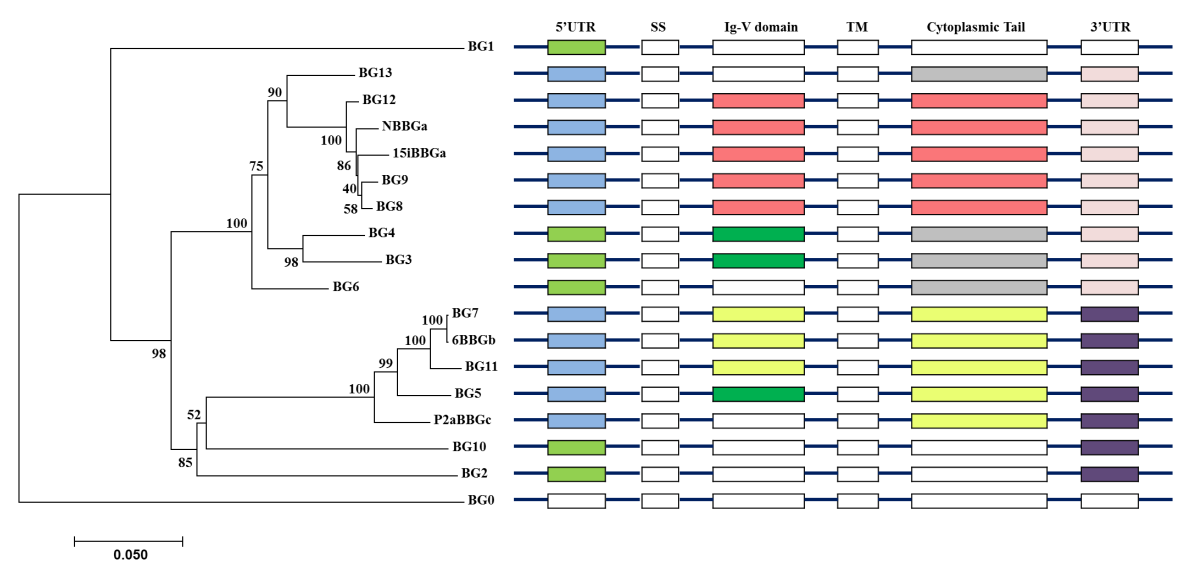 5’UTR SS Ig-V domain TM Cytoplasmic Tail 3’UTR
BG1
BG13
90
BG12
NBBGa
100
15iBBGa
86
75
BG9
40
BG8
58
100
BG4
BG3
98
BG6
BG7
100
6BBGb
100
98
BG11
99
100
BG5
52
P2aBBGc
BG10
85
BG2
BG0
0.050